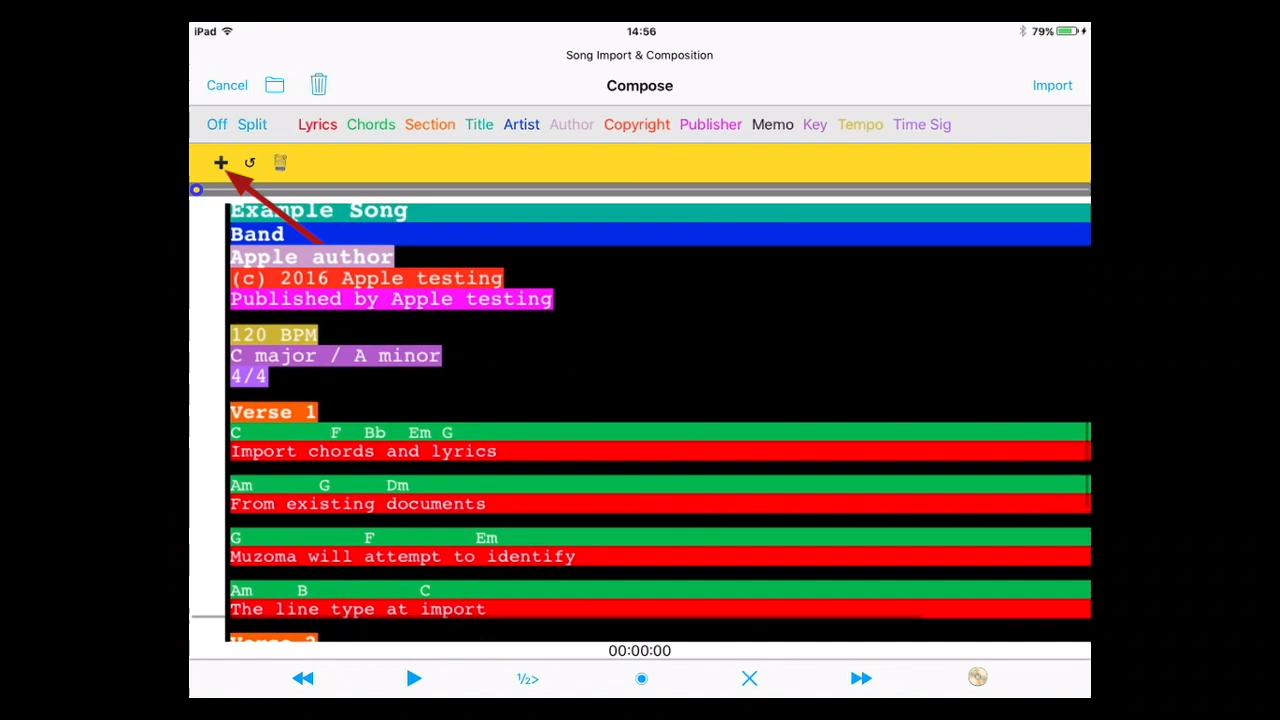 iPad 14:56 79%
Song Import & Composition
Cancel Compose Import
Off Split Lyrics Chords Section Title Artist Author Copyright Publisher Memo Key Tempo Time Sig
Example Song
Band
Apple author
(c) 2016 Apple testing
Published by Apple testing
120 BPM
C major / A minor
4/4
Verse 1
C F Bb Em G
Import chords and lyrics
Am G Dm
From existing documents
G F Em
Muzoma will attempt to identify
Am B C
The line type at import
00:00:00
½>